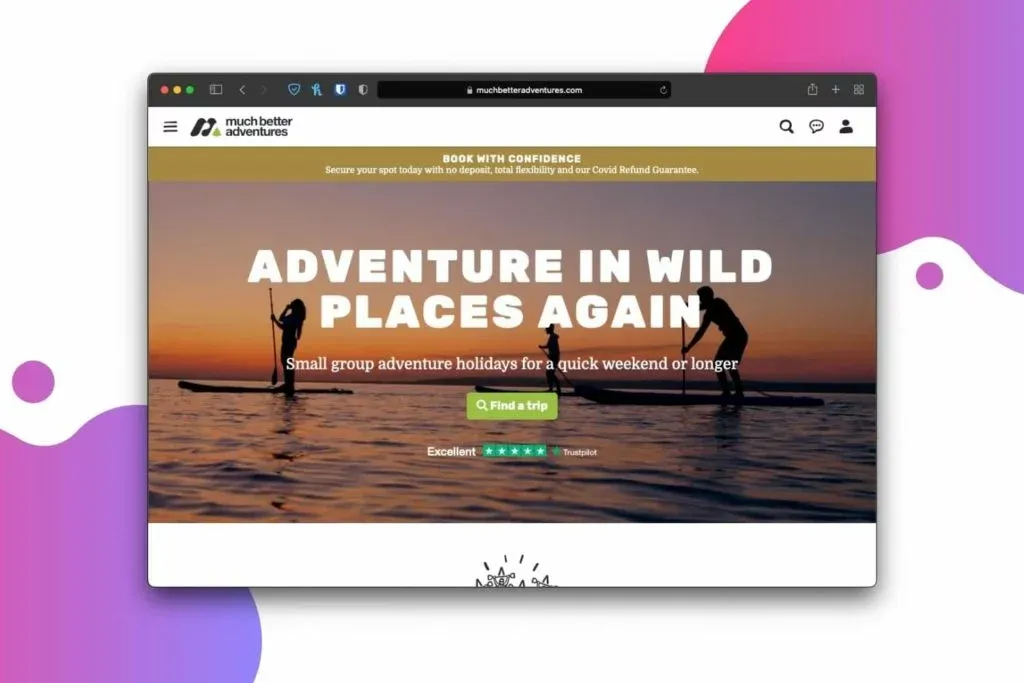 muchbetteradventures.com
much better
adventures
BOOK WITH CONFIDENCE
Secure your spot today with no deposit, total flexibility and our Covid Refund Guarantee.
ADVENTURE IN WILD
PLACES AGAIN
Small group adventure holidays for a quick weekend or longer
Find a trip
Excellent Trustpilot